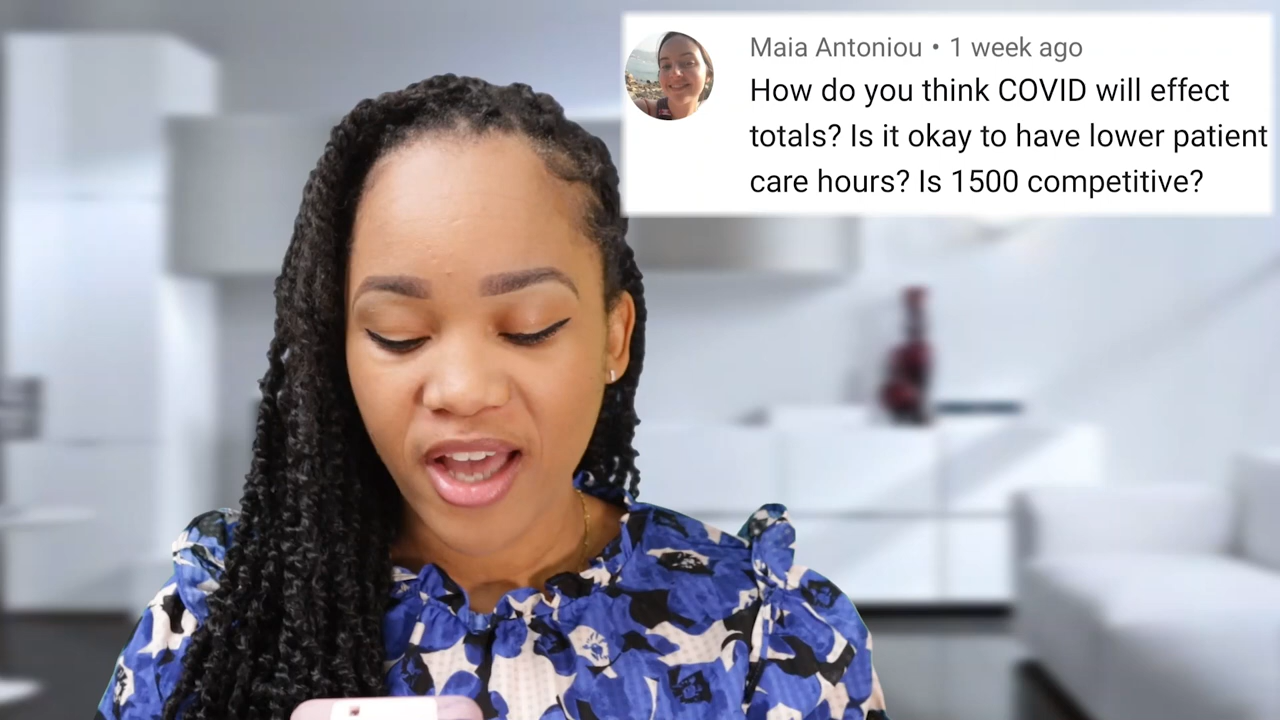 Maia Antoniou • 1 week ago
How do you think COVID will effect
totals? Is it okay to have lower patient
care hours? Is 1500 competitive?